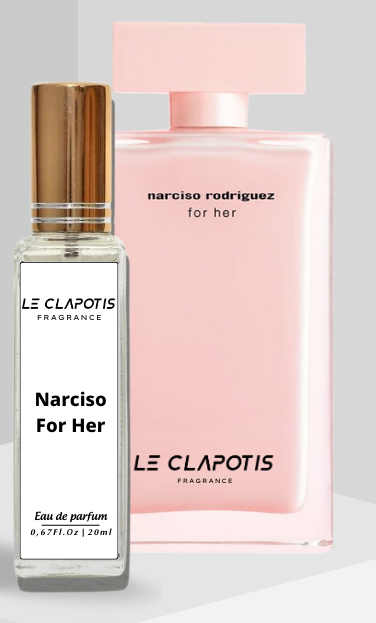 LE CLAPOTIS
FRAGRANCE
Narciso
For Her
Eau de parfum
0,67Fl.Oz | 20ml
narciso rodriguez
for her
LE CLAPOTIS
FRAGRANCE